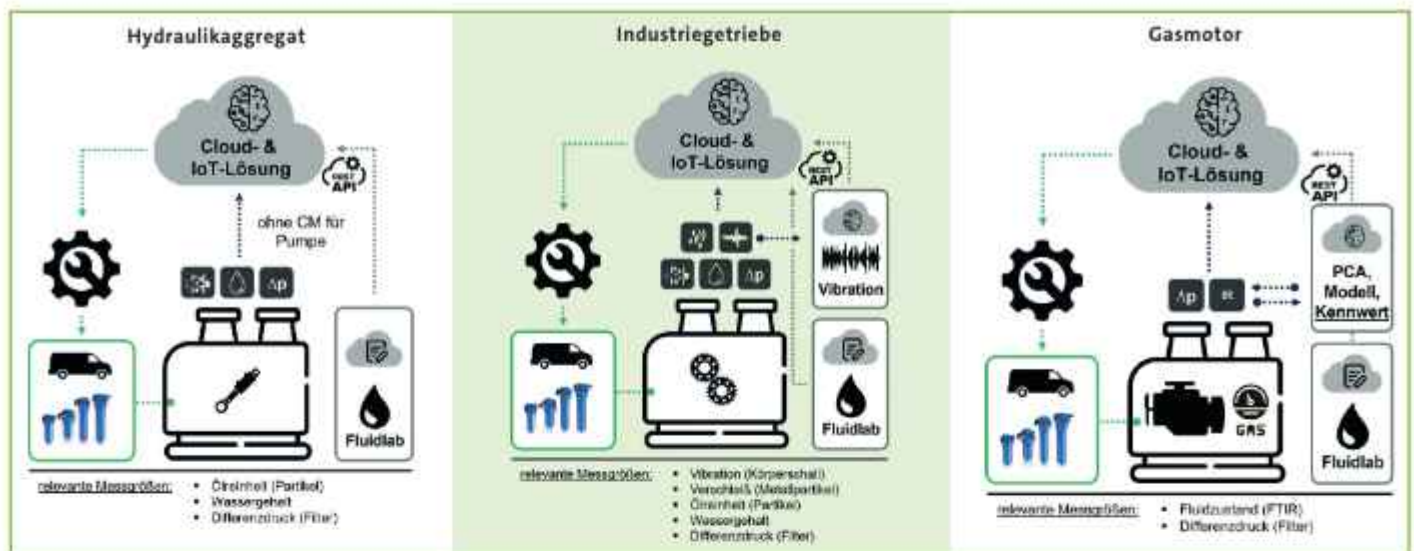 Hydraulikaggregat
Cloud- &
IoT-Lösung
REST
API
ohne CM für
Pumpe
Δp
Fluidlab
relevante Messgrößen:
▪ Ölreinheit (Partikel)
▪ Wassergehalt
▪ Differenzdruck (Filter)
Industriegetriebe
Cloud- &
IoT-Lösung
REST
API
Δp
Vibration
Fluidlab
relevante Messgrößen:
▪ Vibration (Körperschall)
▪ Verschleiß (Metallpartikel)
▪ Ölreinheit (Partikel)
▪ Wassergehalt
▪ Differenzdruck (Filter)
Gasmotor
Cloud- &
IoT-Lösung
REST
API
PCA,
Modell,
Kennwert
Δp
IR
GAS
Fluidlab
relevante Messgrößen:
▪ Fluidzustand (FTIR)
▪ Differenzdruck (Filter)